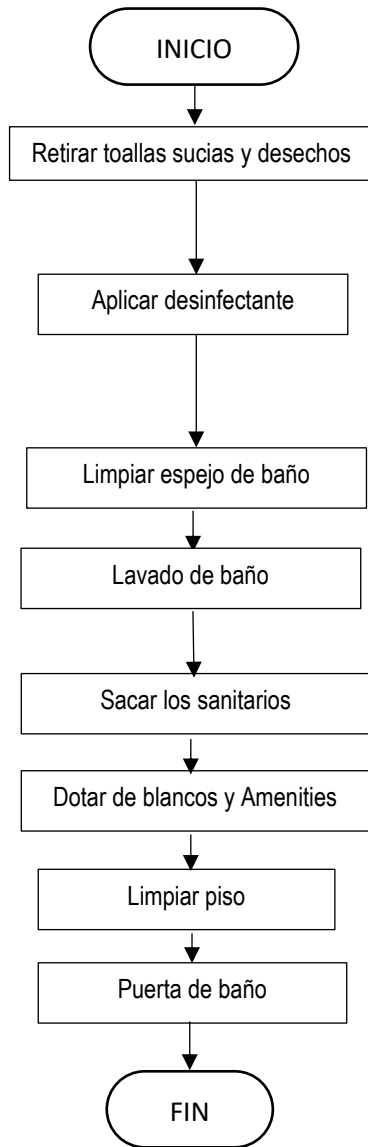 INICIO
Retirar toallas sucias y desechos
Aplicar desinfectante
Limpiar espejo de baño
Lavado de baño
Sacar los sanitarios
Dotar de blancos y Amenities
Limpiar piso
Puerta de baño
FIN